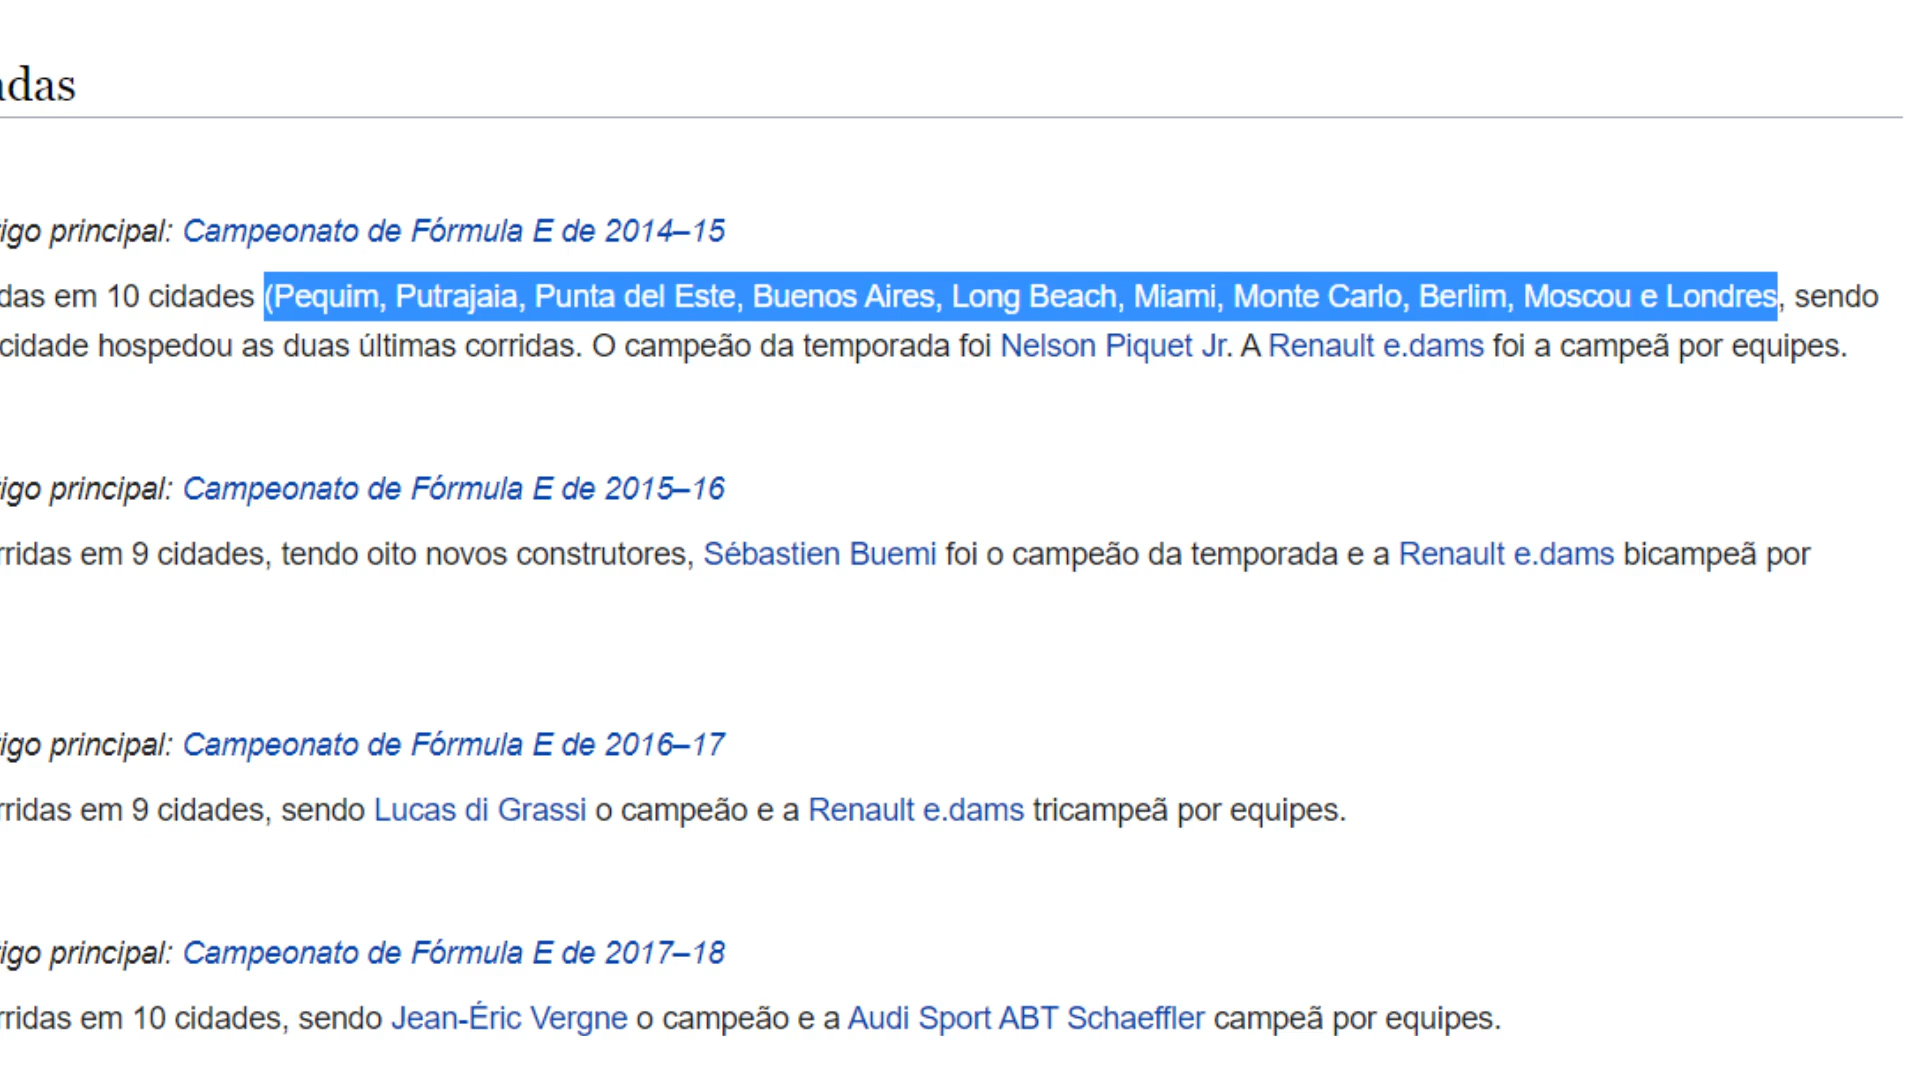 adas
igo principal: Campeonato de Fórmula E de 2014–15
das em 10 cidades (Pequim, Putrajaia, Punta del Este, Buenos Aires, Long Beach, Miami, Monte Carlo, Berlim, Moscou e Londres, sendo
cidade hospedou as duas últimas corridas. O campeão da temporada foi Nelson Piquet Jr. A Renault e.dams foi a campeã por equipes.
igo principal: Campeonato de Fórmula E de 2015–16
rridas em 9 cidades, tendo oito novos construtores, Sébastien Buemi foi o campeão da temporada e a Renault e.dams bicampeã por
igo principal: Campeonato de Fórmula E de 2016–17
rridas em 9 cidades, sendo Lucas di Grassi o campeão e a Renault e.dams tricampeã por equipes.
igo principal: Campeonato de Fórmula E de 2017–18
rridas em 10 cidades, sendo Jean-Éric Vergne o campeão e a Audi Sport ABT Schaeffler campeã por equipes.